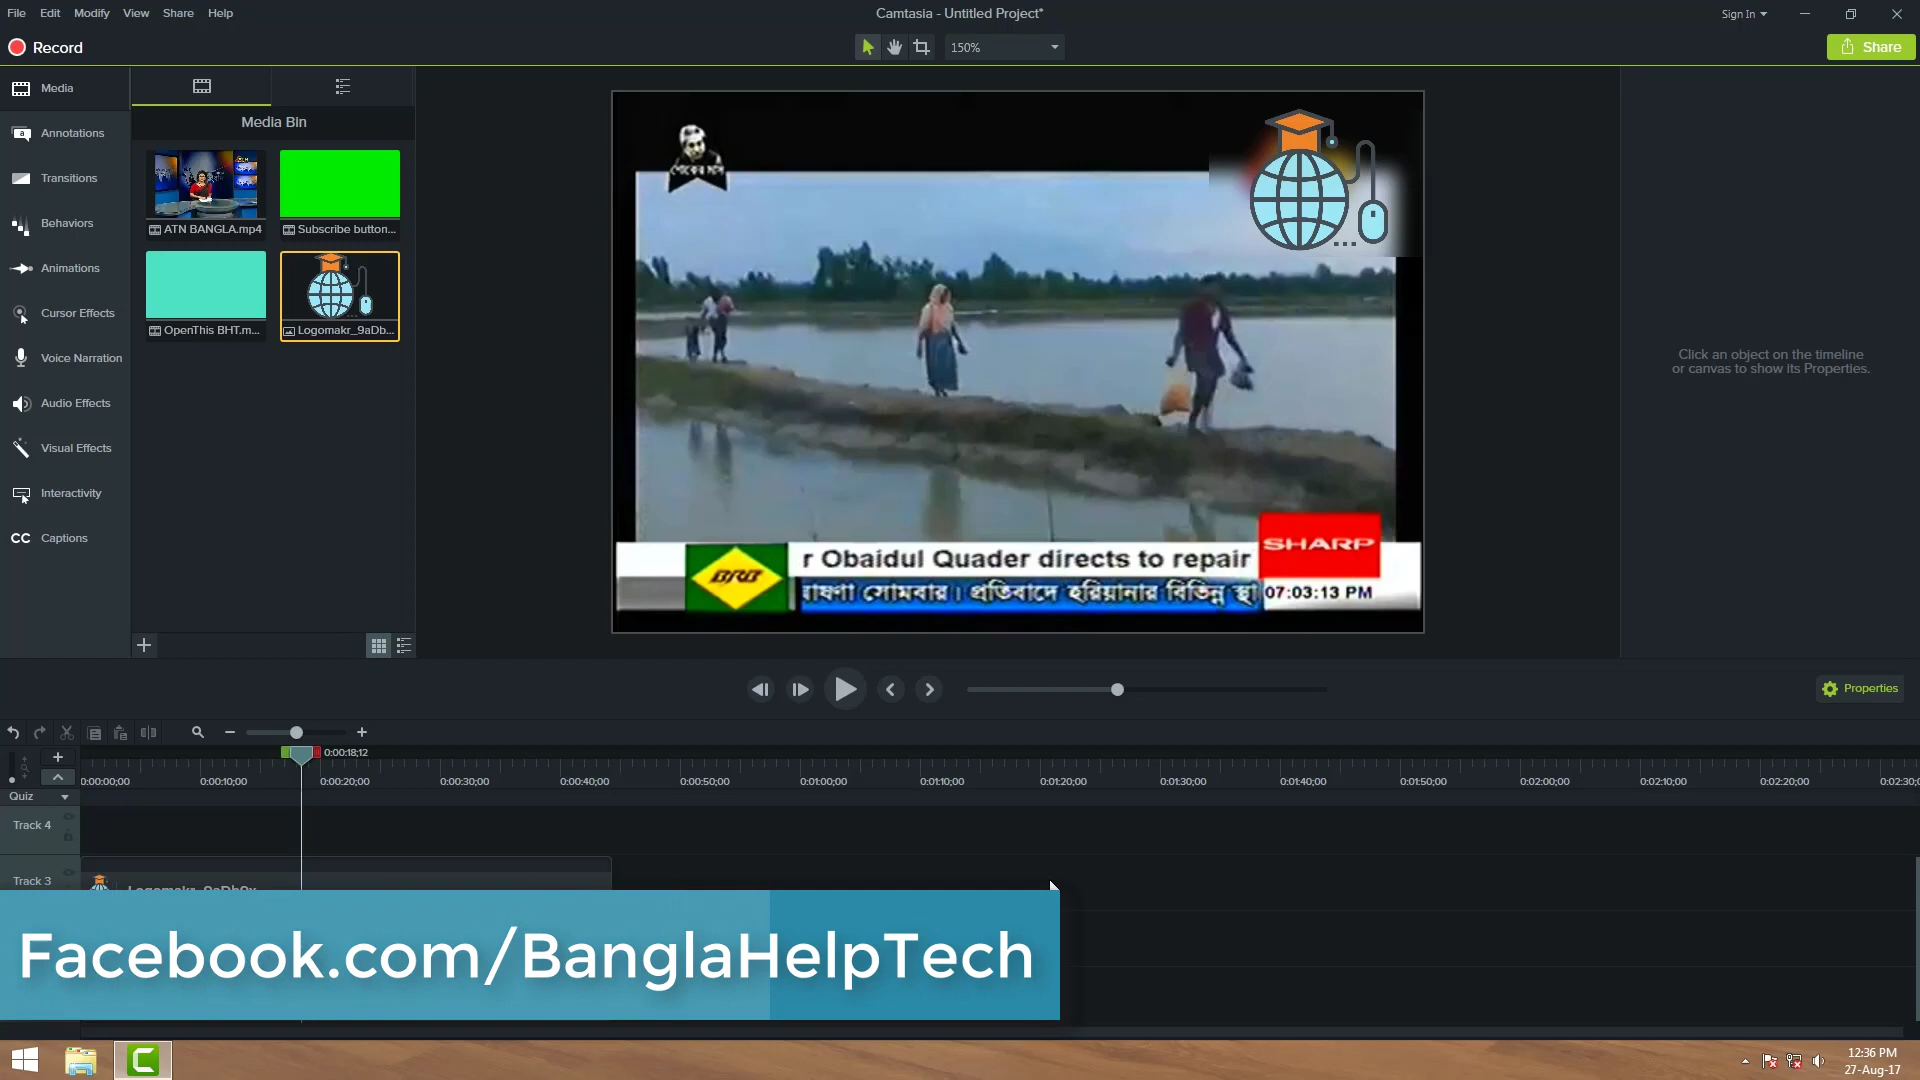 File Edit Modify View Share Help
Camtasia - Untitled Project*
Sign In
Record
150%
Share
Media
Annotations
Transitions
Behaviors
Animations
Cursor Effects
Voice Narration
Audio Effects
Visual Effects
Interactivity
CC Captions
Media Bin
ATN BANGLA.mp4
Subscribe button...
OpenThis BHT.m...
Logomakr_9aDb...
শোকের মাস
r Obaidul Quader directs to repair
SHARP
BRB
সোমবার । প্রতিবাদে হরিয়ানার বিভিন্ন স্থা
07:03:13 PM
Click an object on the timeline
or canvas to show its Properties.
Properties
0:00:18;12
0:00:00;00 0:00:10;00 0:00:20;00 0:00:30;00 0:00:40;00 0:00:50;00 0:01:00;00 0:01:10;00 0:01:20;00 0:01:30;00 0:01:40;00 0:01:50;00 0:02:00;00 0:02:10;00 0:02:20;00
Quiz
Track 4
Track 3
Facebook.com/BanglaHelpTech
12:36 PM
27-Aug-17